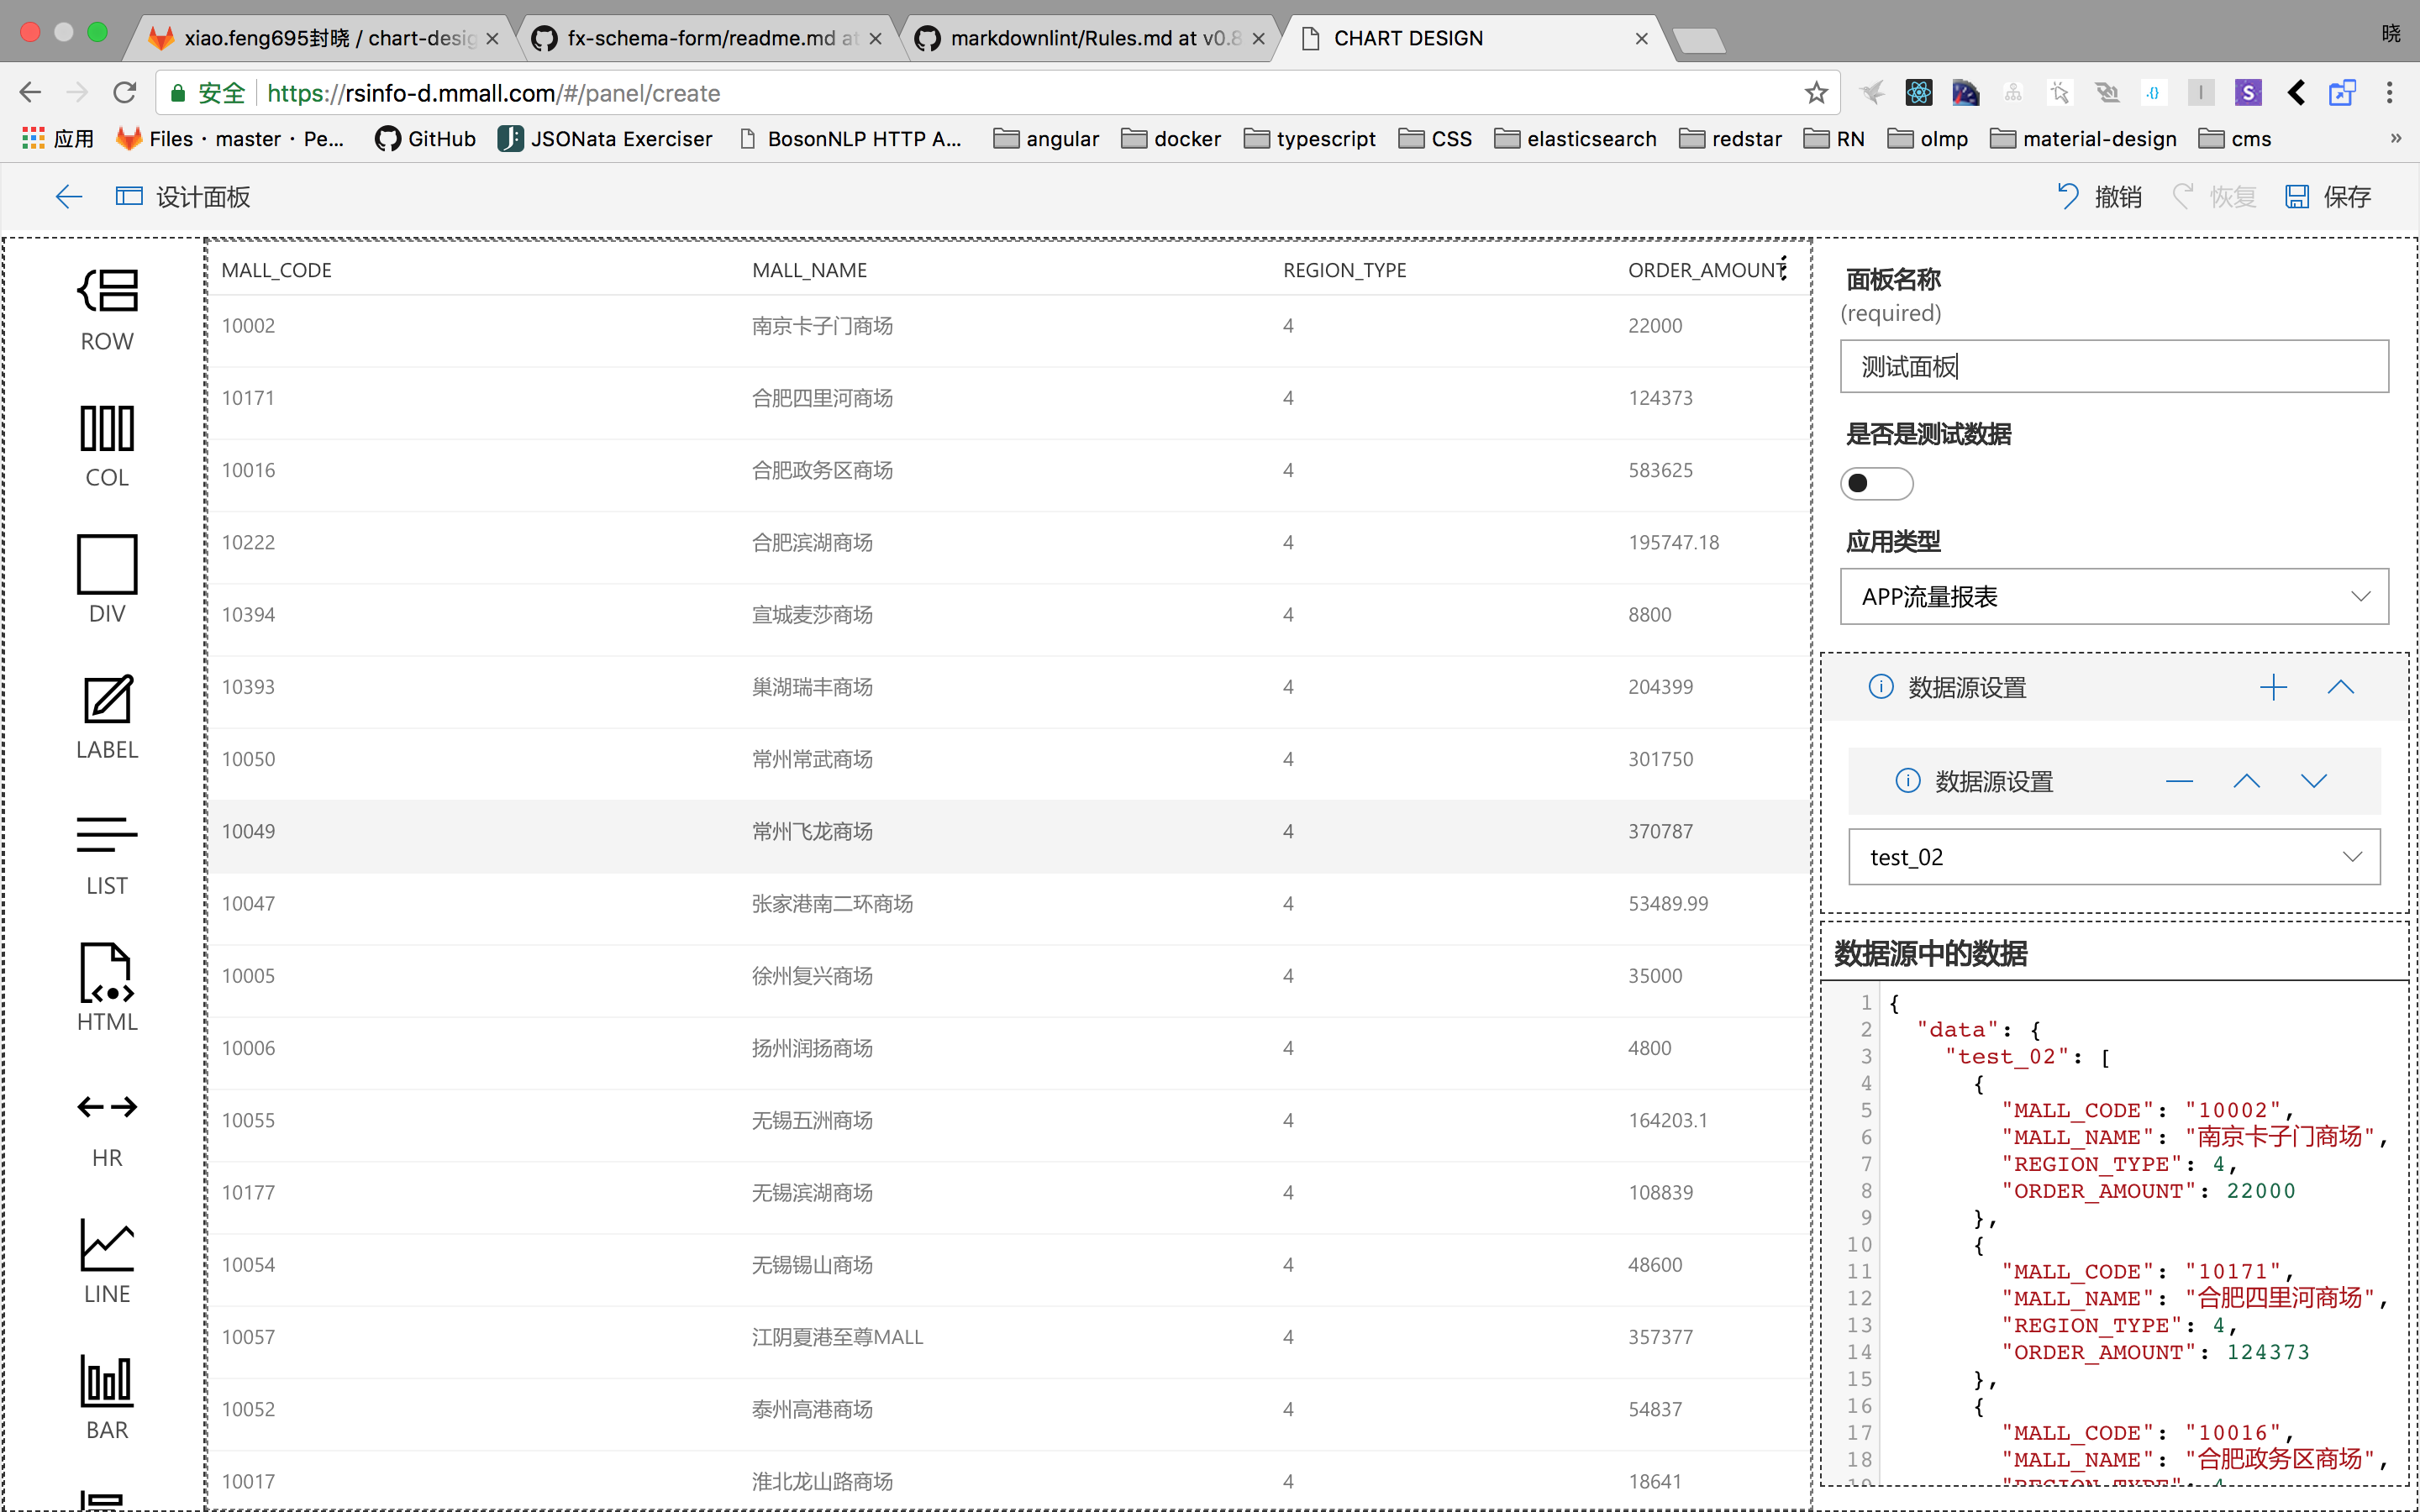 xiao.feng695封晓 / chart-desig
fx-schema-form/readme.md at
markdownlint/Rules.md at v0.8
CHART DESIGN
晓
安全
https://rsinfo-d.mmall.com/#/panel/create
应用
Files · master · Pe...
GitHub
JSONata Exerciser
BosonNLP HTTP A...
angular
docker
typescript
CSS
elasticsearch
redstar
RN
olmp
material-design
cms
»
设计面板
撤销
恢复
保存
ROW
COL
DIV
LABEL
LIST
HTML
HR
LINE
BAR
MALL_CODE MALL_NAME REGION_TYPE ORDER_AMOUNT
10002 南京卡子门商场 4 22000
10171 合肥四里河商场 4 124373
10016 合肥政务区商场 4 583625
10222 合肥滨湖商场 4 195747.18
10394 宣城麦莎商场 4 8800
10393 巢湖瑞丰商场 4 204399
10050 常州常武商场 4 301750
10049 常州飞龙商场 4 370787
10047 张家港南二环商场 4 53489.99
10005 徐州复兴商场 4 35000
10006 扬州润扬商场 4 4800
10055 无锡五洲商场 4 164203.1
10177 无锡滨湖商场 4 108839
10054 无锡锡山商场 4 48600
10057 江阴夏港至尊MALL 4 357377
10052 泰州高港商场 4 54837
10017 淮北龙山路商场 4 18641
面板名称
(required)
测试面板
是否是测试数据
应用类型
APP流量报表
数据源设置
数据源设置
test_02
数据源中的数据
1 {
2 "data": {
3 "test_02": [
4 {
5 "MALL_CODE": "10002",
6 "MALL_NAME": "南京卡子门商场",
7 "REGION_TYPE": 4,
8 "ORDER_AMOUNT": 22000
9 },
10 {
11 "MALL_CODE": "10171",
12 "MALL_NAME": "合肥四里河商场",
13 "REGION_TYPE": 4,
14 "ORDER_AMOUNT": 124373
15 },
16 {
17 "MALL_CODE": "10016",
18 "MALL_NAME": "合肥政务区商场",
19 "REGION_TYPE": 4